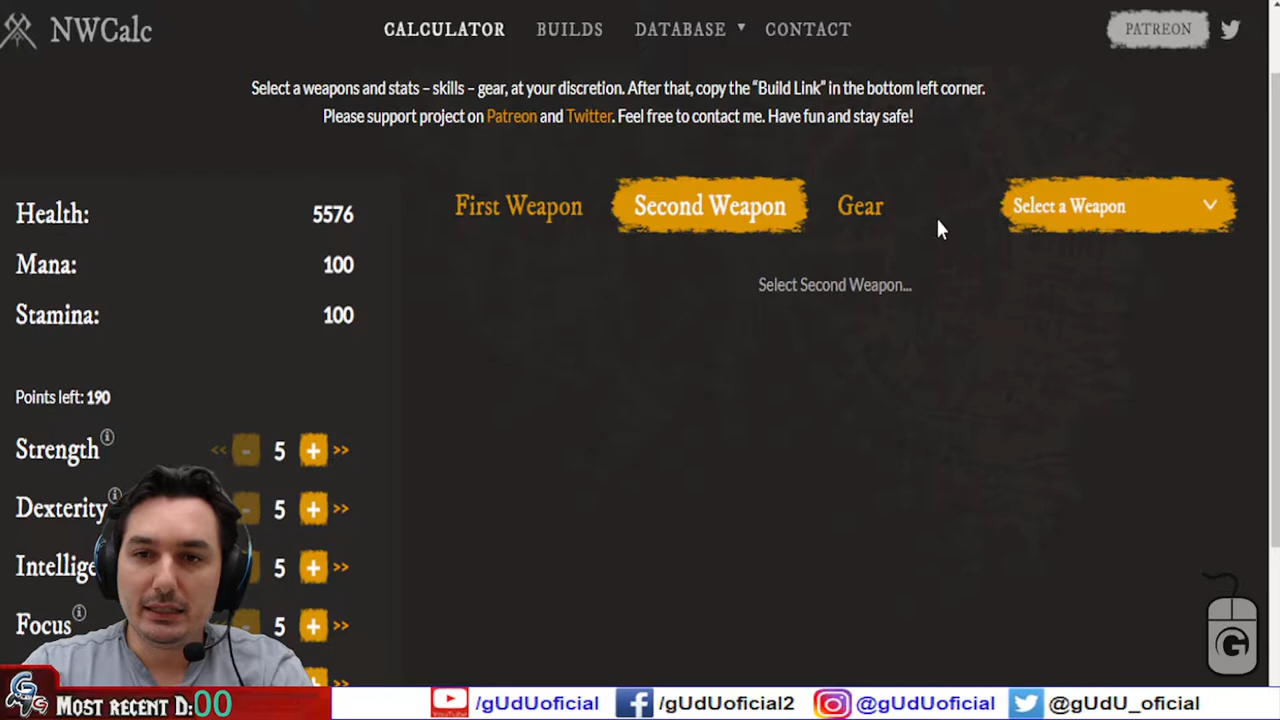 NWCalc
CALCULATOR BUILDS DATABASE CONTACT
PATREON
Select a weapons and stats – skills – gear, at your discretion. After that, copy the “Build Link” in the bottom left corner.
Please support project on Patreon and Twitter. Feel free to contact me. Have fun and stay safe!
First Weapon Second Weapon Gear Select a Weapon
Select Second Weapon...
Health: 5576
Mana: 100
Stamina: 100
Points left: 190
Strength << - 5 + >>
Dexterity - 5 + >>
Intellige 5 + >>
Focus - 5 + >>
MOST RECENT D: 00
/gUdUoficial
/gUdUoficial2
@gUdUoficial
@gUdU_oficial